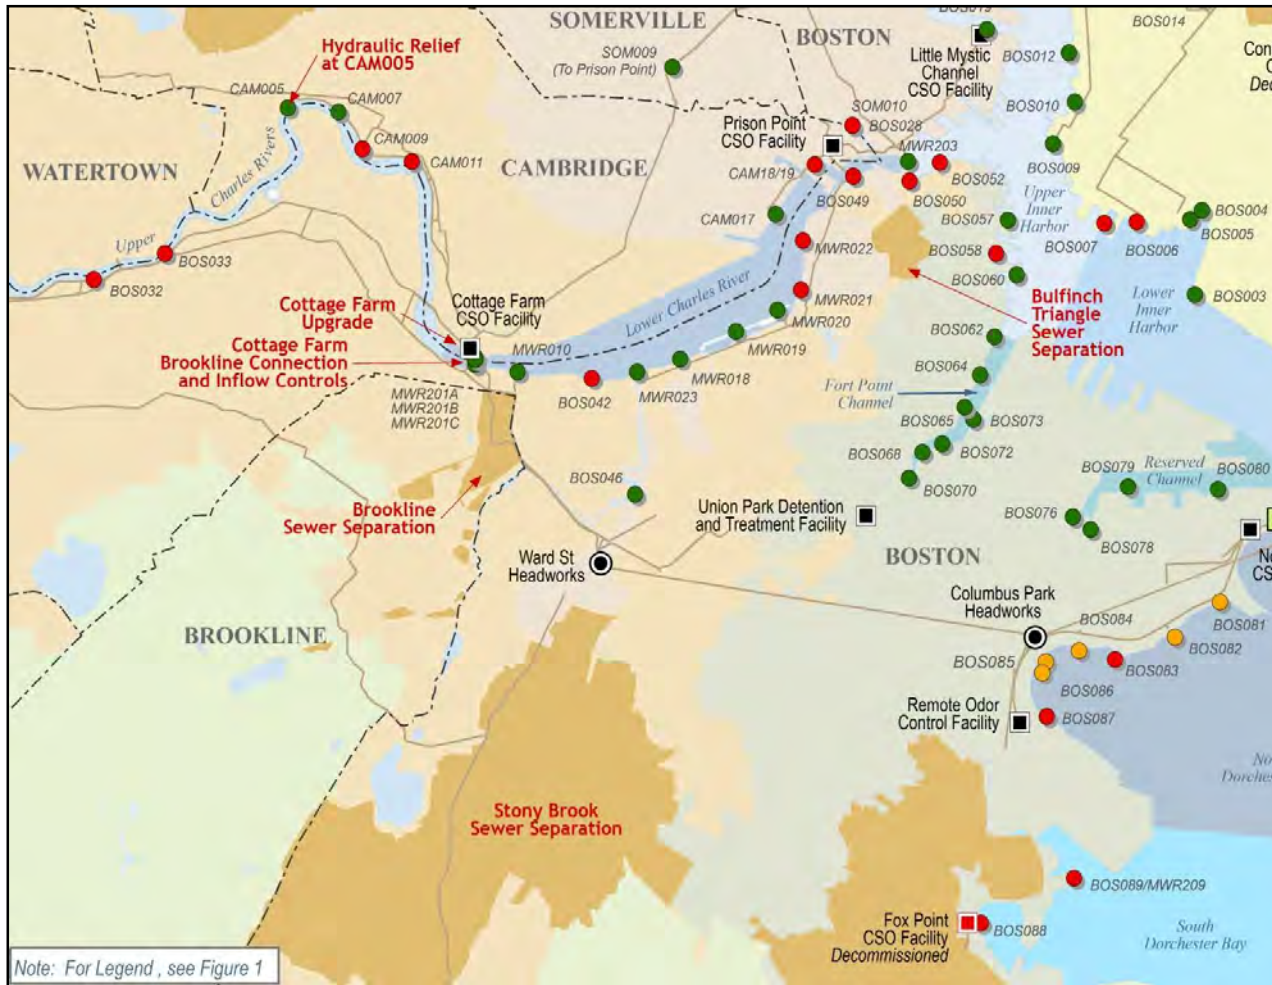 SOMERVILLE
BOSTON
BOS014
Hydraulic Relief
at CAM005
SOM009
(To Prison Point)
Little Mystic
Channel
CSO Facility
BOS012
CAM005
CAM007
BOS010
SOM010
BOS028
Prison Point
CSO Facility
CAM009
MWR203
BOS009
WATERTOWN
Charles Rivers
CAM011
CAMBRIDGE
CAM18/19
BOS049
BOS052
BOS050
Upper
Inner
Harbor
BOS004
BOS005
CAM017
BOS057
BOS007
BOS006
Upper
BOS033
MWR022
BOS058
BOS032
BOS060
Cottage Farm
Upgrade
Cottage Farm
CSO Facility
Lower Charles River
MWR021
Bulfinch
Triangle
Sewer
Separation
Lower
Inner
Harbor
BOS003
MWR020
BOS062
Cottage Farm
Brookline Connection
and Inflow Controls
MWR010
MWR019
MWR018
BOS064
MWR201A
MWR201B
MWR201C
BOS042
MWR023
Fort Point
Channel
BOS065
BOS073
BOS068
BOS072
BOS079
Reserved
Channel
BOS080
BOS046
BOS070
Brookline
Sewer Separation
Union Park Detention
and Treatment Facility
BOS076
BOS078
BOSTON
Ward St
Headworks
Columbus Park
Headworks
BOS084
BOS081
BROOKLINE
BOS085
BOS082
BOS083
BOS086
Remote Odor
Control Facility
BOS087
Stony Brook
Sewer Separation
BOS089/MWR209
Fox Point
CSO Facility
Decommissioned
BOS088
South
Dorchester Bay
Note: For Legend , see Figure 1